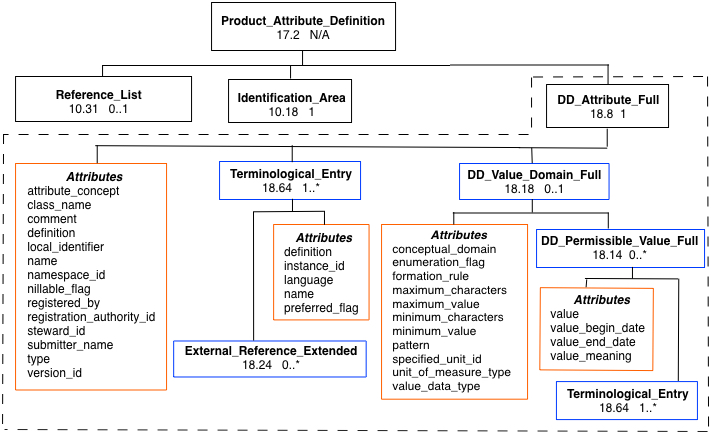 Product_Attribute_Definition
17.2 N/A
Reference_List
10.31 0..1
Identification_Area
10.18 1
DD_Attribute_Full
18.8 1
Attributes
attribute_concept
class_name
comment
definition
local_identifier
name
namespace_id
nillable_flag
registered_by
registration_authority_id
steward_id
submitter_name
type
version_id
Terminological_Entry
18.64 1..*
Attributes
definition
instance_id
language
name
preferred_flag
External_Reference_Extended
18.24 0..*
DD_Value_Domain_Full
18.18 0..1
Attributes
conceptual_domain
enumeration_flag
formation_rule
maximum_characters
maximum_value
minimum_characters
minimum_value
pattern
specified_unit_id
unit_of_measure_type
value_data_type
DD_Permissible_Value_Full
18.14 0..*
Attributes
value
value_begin_date
value_end_date
value_meaning
Terminological_Entry
18.64 1..*